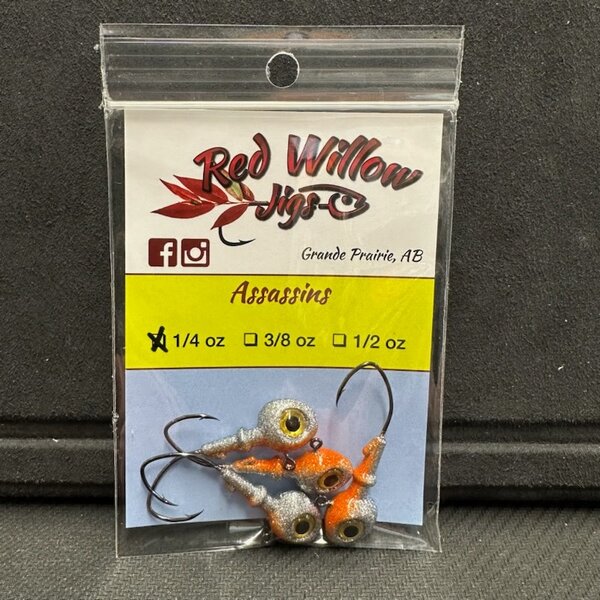 Red Willow
Jigs
Grande Prairie, AB
Assassins
1/4 oz 3/8 oz 1/2 oz